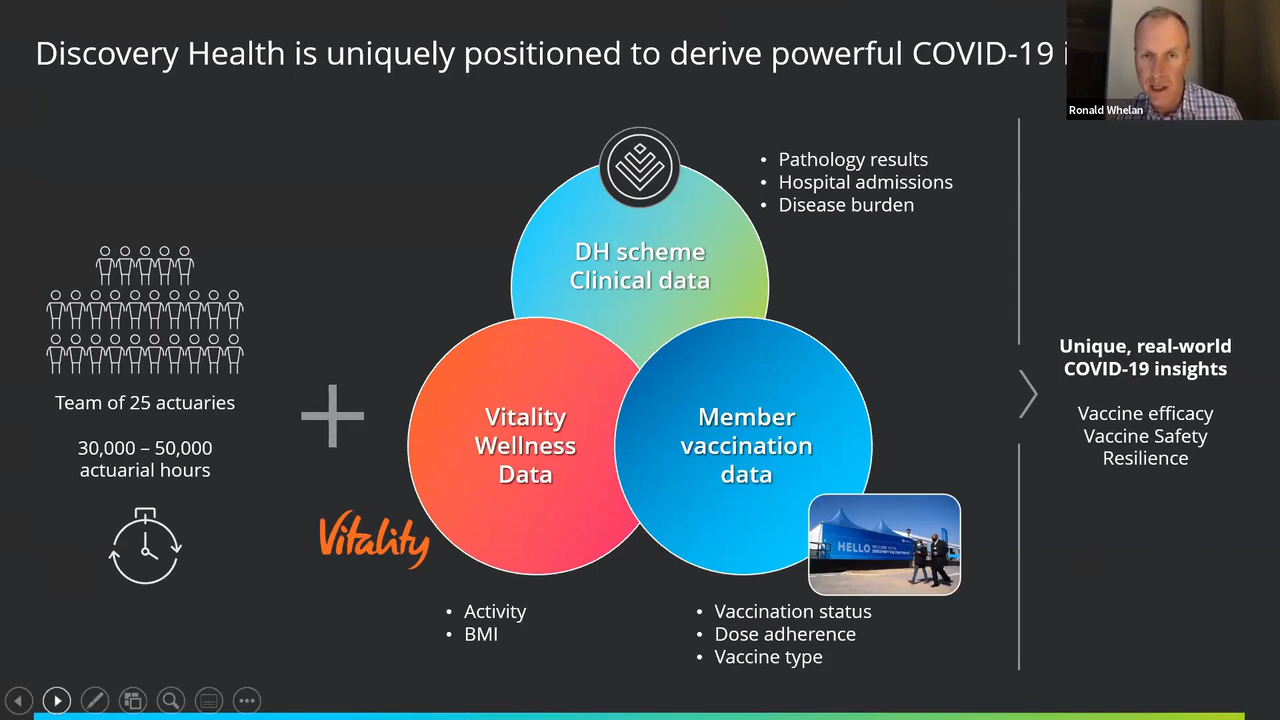 Discovery Health is uniquely positioned to derive powerful COVID-19 i
Ronald Whelan
• Pathology results
• Hospital admissions
• Disease burden
DH scheme
Clinical data
Team of 25 actuaries
30,000 – 50,000
actuarial hours
Vitality
Wellness
Data
Member
vaccination
data
Vitality
HELLO
• Activity
• BMI
• Vaccination status
• Dose adherence
• Vaccine type
Unique, real-world
COVID-19 insights
Vaccine efficacy
Vaccine Safety
Resilience